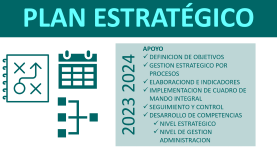 PLAN ESTRATÉGICO
2023 2024
APOYO
✓ DEFINICION DE OBJETIVOS
✓ GESTION ESTRATEGICO POR
PROCESOS
✓ ELABORACIOND E INDICADORES
✓ IMPLEMENTACION DE CUADRO DE
MANDO INTEGRAL
✓ SEGUIMIENTO Y CONTROL
✓ DESARROLLO DE COMPETENCIAS
✓ NIVEL ESTRATEGICO
✓ NIVEL DE GESTION
ADMINISTRACION